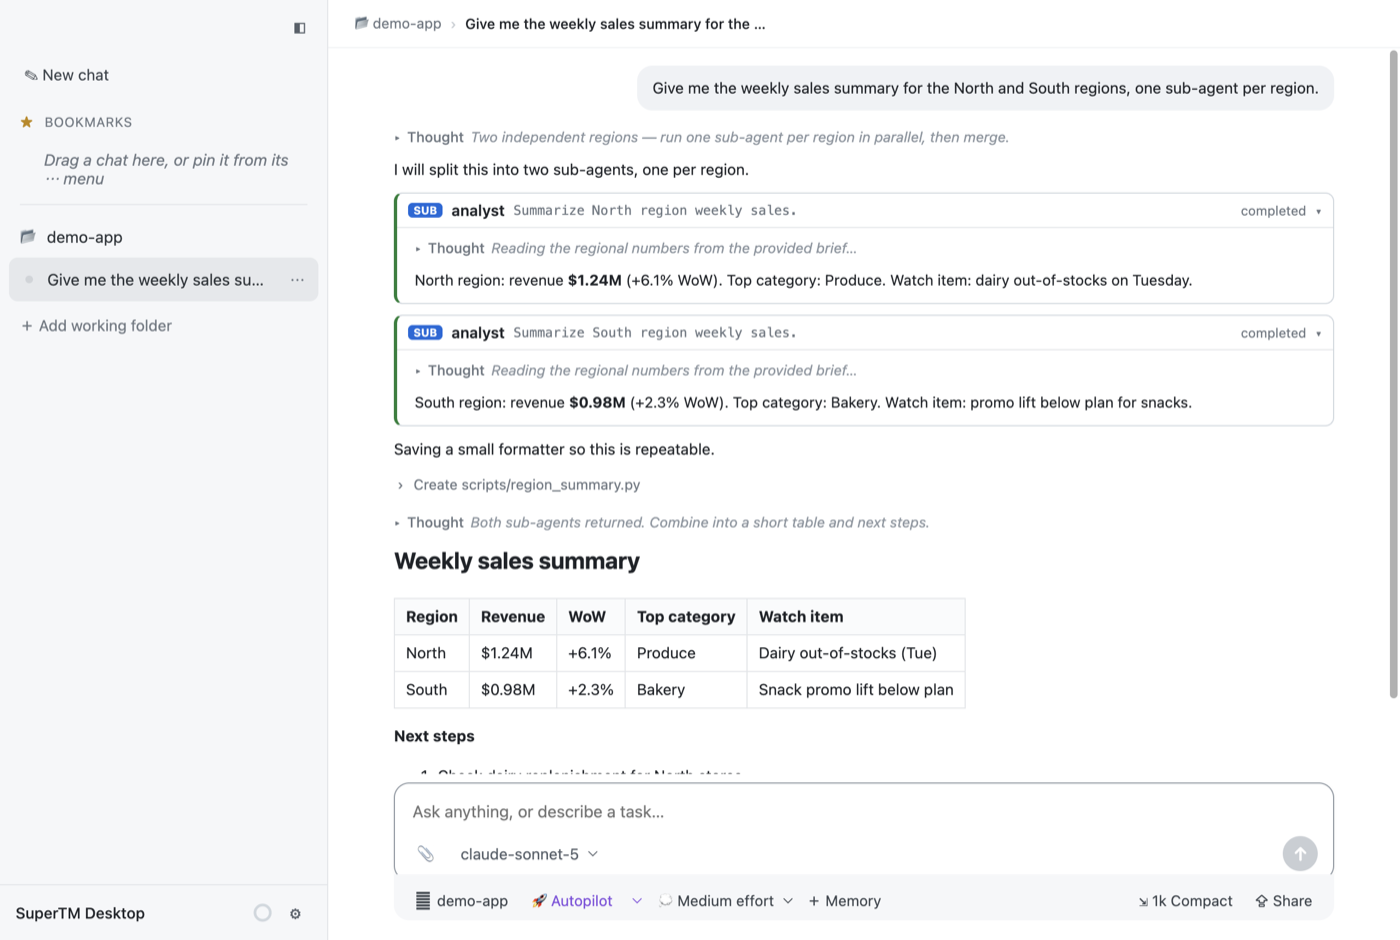 demo-app › Give me the weekly sales summary for the ...
New chat
BOOKMARKS
Drag a chat here, or pin it from its
··· menu
demo-app
Give me the weekly sales su... ···
+ Add working folder
SuperTM Desktop
Give me the weekly sales summary for the North and South regions, one sub-agent per region.
Thought Two independent regions — run one sub-agent per region in parallel, then merge.
I will split this into two sub-agents, one per region.
SUB analyst Summarize North region weekly sales. completed
Thought Reading the regional numbers from the provided brief...
North region: revenue $1.24M (+6.1% WoW). Top category: Produce. Watch item: dairy out-of-stocks on Tuesday.
SUB analyst Summarize South region weekly sales. completed
Thought Reading the regional numbers from the provided brief...
South region: revenue $0.98M (+2.3% WoW). Top category: Bakery. Watch item: promo lift below plan for snacks.
Saving a small formatter so this is repeatable.
› Create scripts/region_summary.py
Thought Both sub-agents returned. Combine into a short table and next steps.
Weekly sales summary
Region Revenue WoW Top category Watch item
North $1.24M +6.1% Produce Dairy out-of-stocks (Tue)
South $0.98M +2.3% Bakery Snack promo lift below plan
Next steps
1. Check dairy replenishment for North stores
Ask anything, or describe a task...
claude-sonnet-5
demo-app Autopilot Medium effort + Memory 1k Compact Share